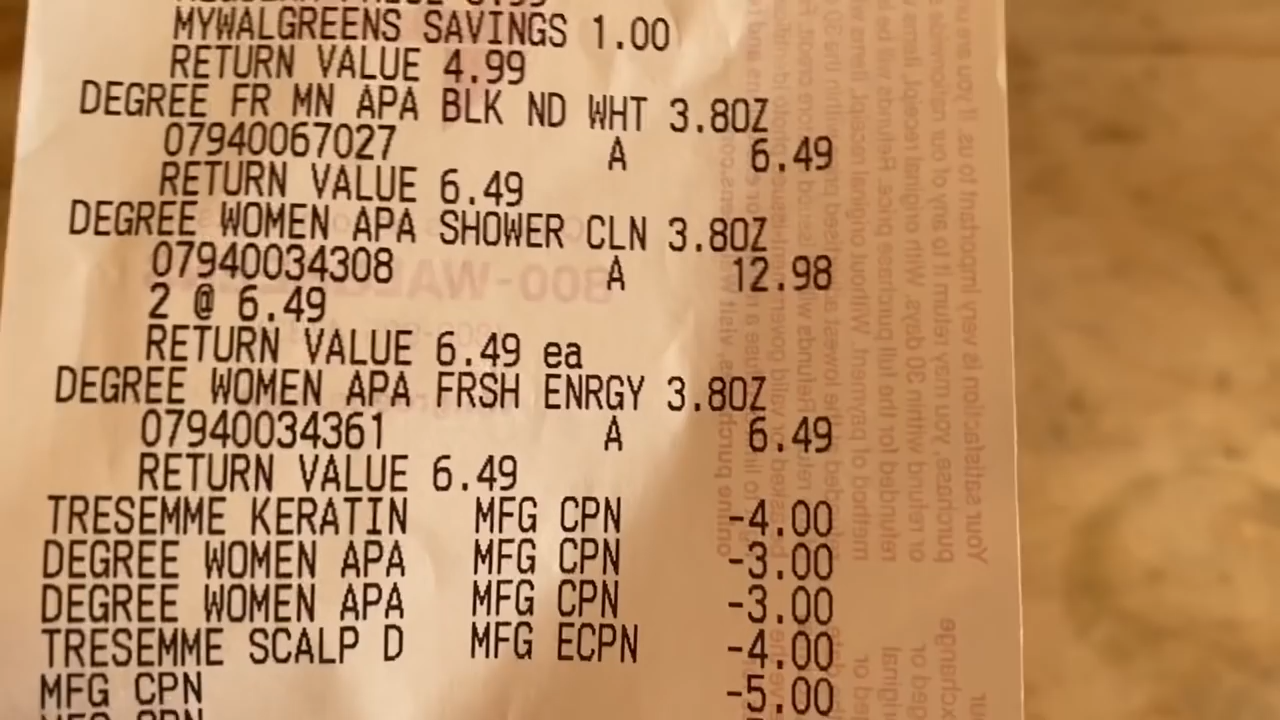 MYWALGREENS SAVINGS 1.00
RETURN VALUE 4.99
DEGREE FR MN APA BLK ND WHT 3.8OZ
07940067027 A 6.49
RETURN VALUE 6.49
DEGREE WOMEN APA SHOWER CLN 3.8OZ
07940034308 A 12.98
2 @ 6.49
RETURN VALUE 6.49 ea
DEGREE WOMEN APA FRSH ENRGY 3.8OZ
07940034361 A 6.49
RETURN VALUE 6.49
TRESEMME KERATIN MFG CPN -4.00
DEGREE WOMEN APA MFG CPN -3.00
DEGREE WOMEN APA MFG CPN -3.00
TRESEMME SCALP D MFG ECPN -4.00
MFG CPN -5.00